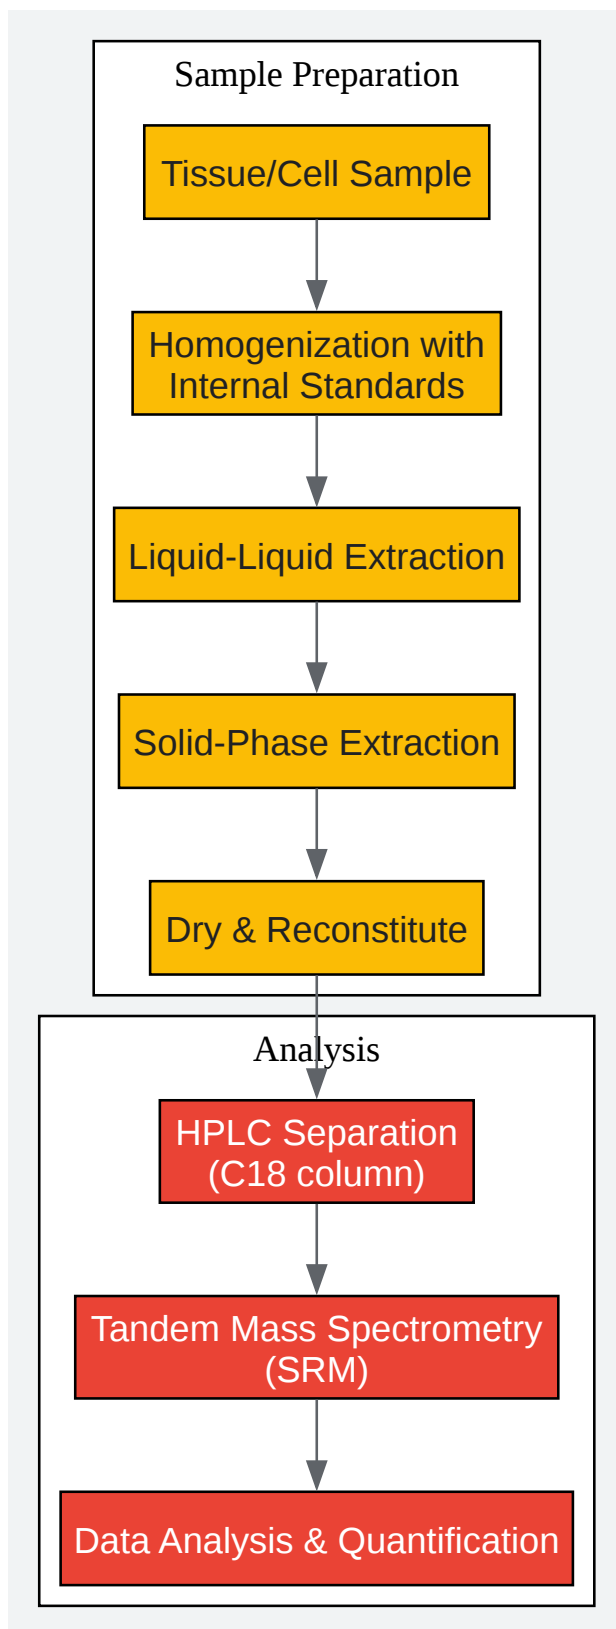 Sample Preparation
Tissue/Cell Sample
Homogenization with
Internal Standards
Liquid-Liquid Extraction
Solid-Phase Extraction
Dry & Reconstitute
Analysis
HPLC Separation
(C18 column)
Tandem Mass Spectrometry
(SRM)
Data Analysis & Quantification